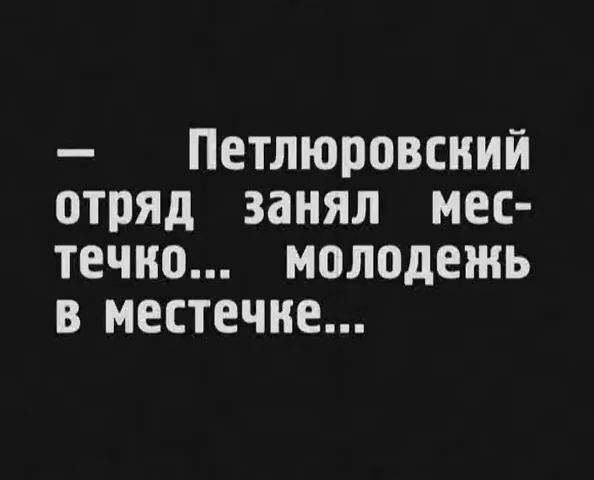 — Петлюровский
отряд занял мес-
течко... молодежь
в местечке...